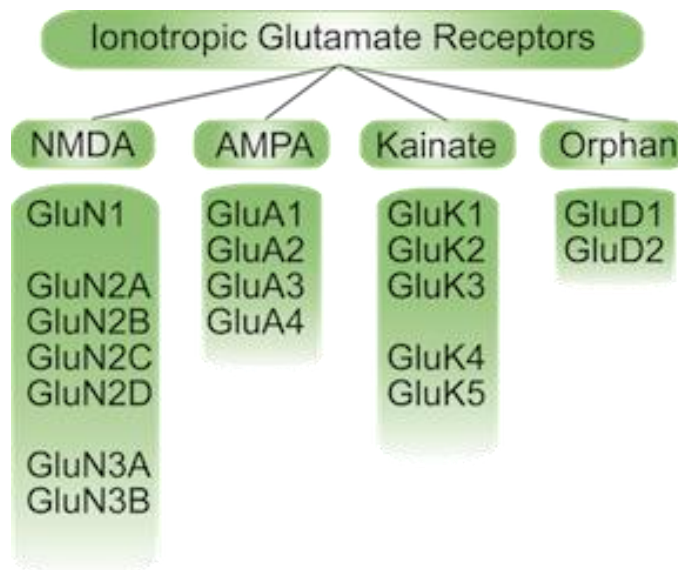 Ionotropic Glutamate Receptors
NMDA
GluN1
GluN2A
GluN2B
GluN2C
GluN2D
GluN3A
GluN3B
AMPA
GluA1
GluA2
GluA3
GluA4
Kainate
GluK1
GluK2
GluK3
GluK4
GluK5
Orphan
GluD1
GluD2